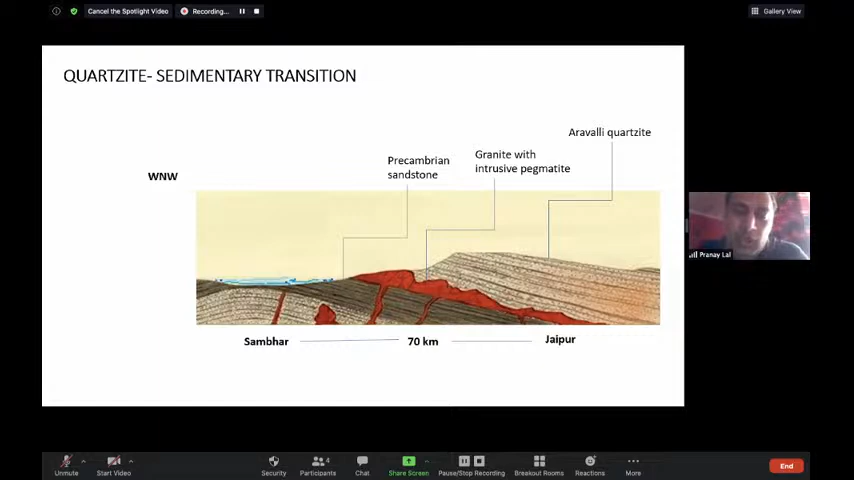 Cancel the Spotlight Video
Recording...
Gallery View
QUARTZITE- SEDIMENTARY TRANSITION
Aravalli quartzite
Granite with
intrusive pegmatite
Precambrian
sandstone
WNW
Pranay Lal
Sambhar
70 km
Jaipur
4
Unmute
Start Video
Security
Participants
Chat
Share Screen
Pause/Stop Recording
Breakout Rooms
Reactions
More
End